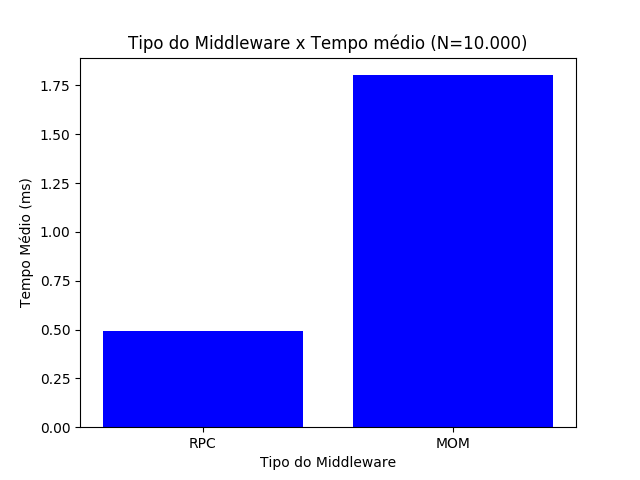 Tipo do Middleware x Tempo médio (N=10.000)
Tempo Médio (ms)
1.75
1.50
1.25
1.00
0.75
0.50
0.25
0.00
RPC MOM
Tipo do Middleware